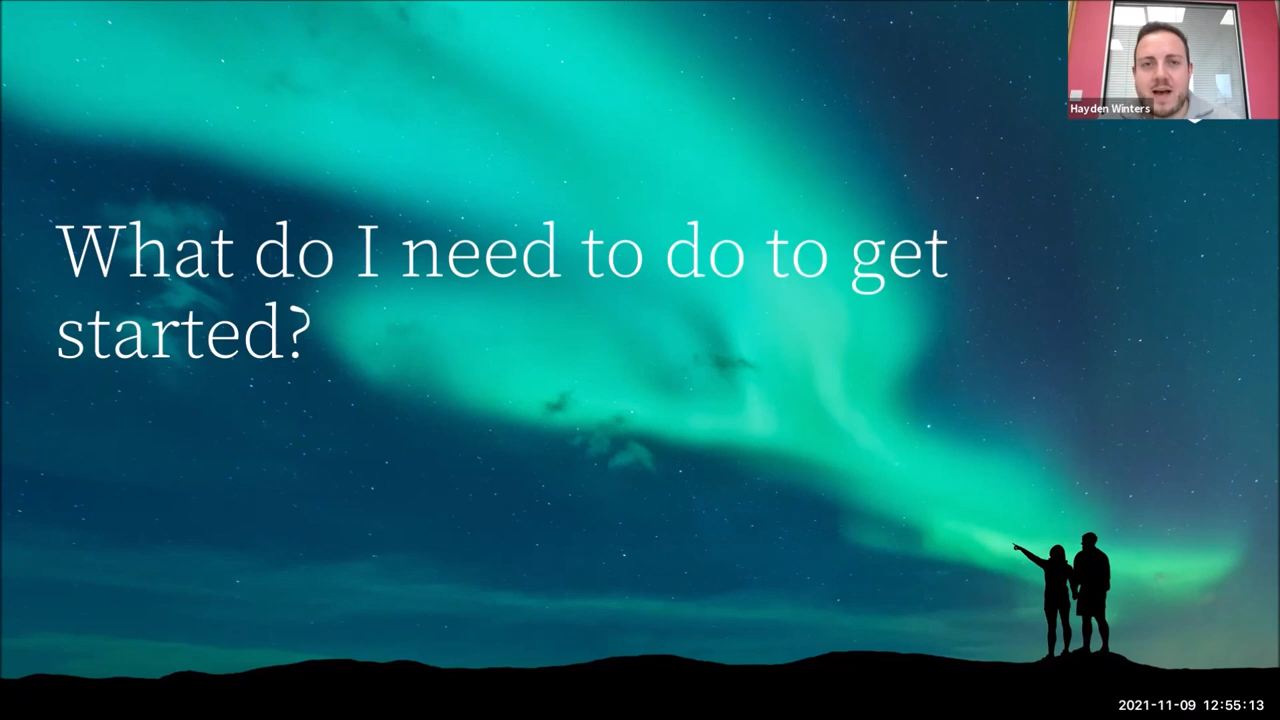 Hayden Winters
What do I need to do to get
started?
2021-11-09 12:55:13